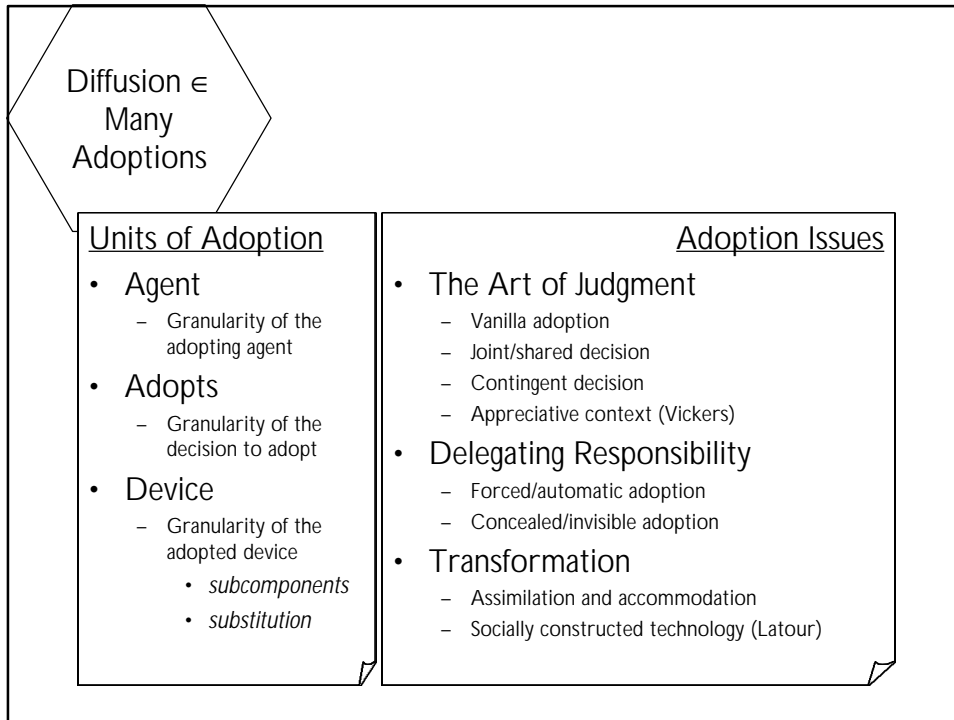 Diffusion ∈
Many
Adoptions
Units of Adoption
• Agent
– Granularity of the
adopting agent
• Adopts
– Granularity of the
decision to adopt
• Device
– Granularity of the
adopted device
• subcomponents
• substitution
Adoption Issues
• The Art of Judgment
– Vanilla adoption
– Joint/shared decision
– Contingent decision
– Appreciative context (Vickers)
• Delegating Responsibility
– Forced/automatic adoption
– Concealed/invisible adoption
• Transformation
– Assimilation and accommodation
– Socially constructed technology (Latour)